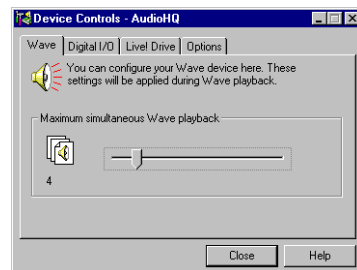 Device Controls - AudioHQ
Wave Digital I/O Live! Drive Options
You can configure your Wave device here. These
settings will be applied during Wave playback.
Maximum simultaneous Wave playback
4
Close Help